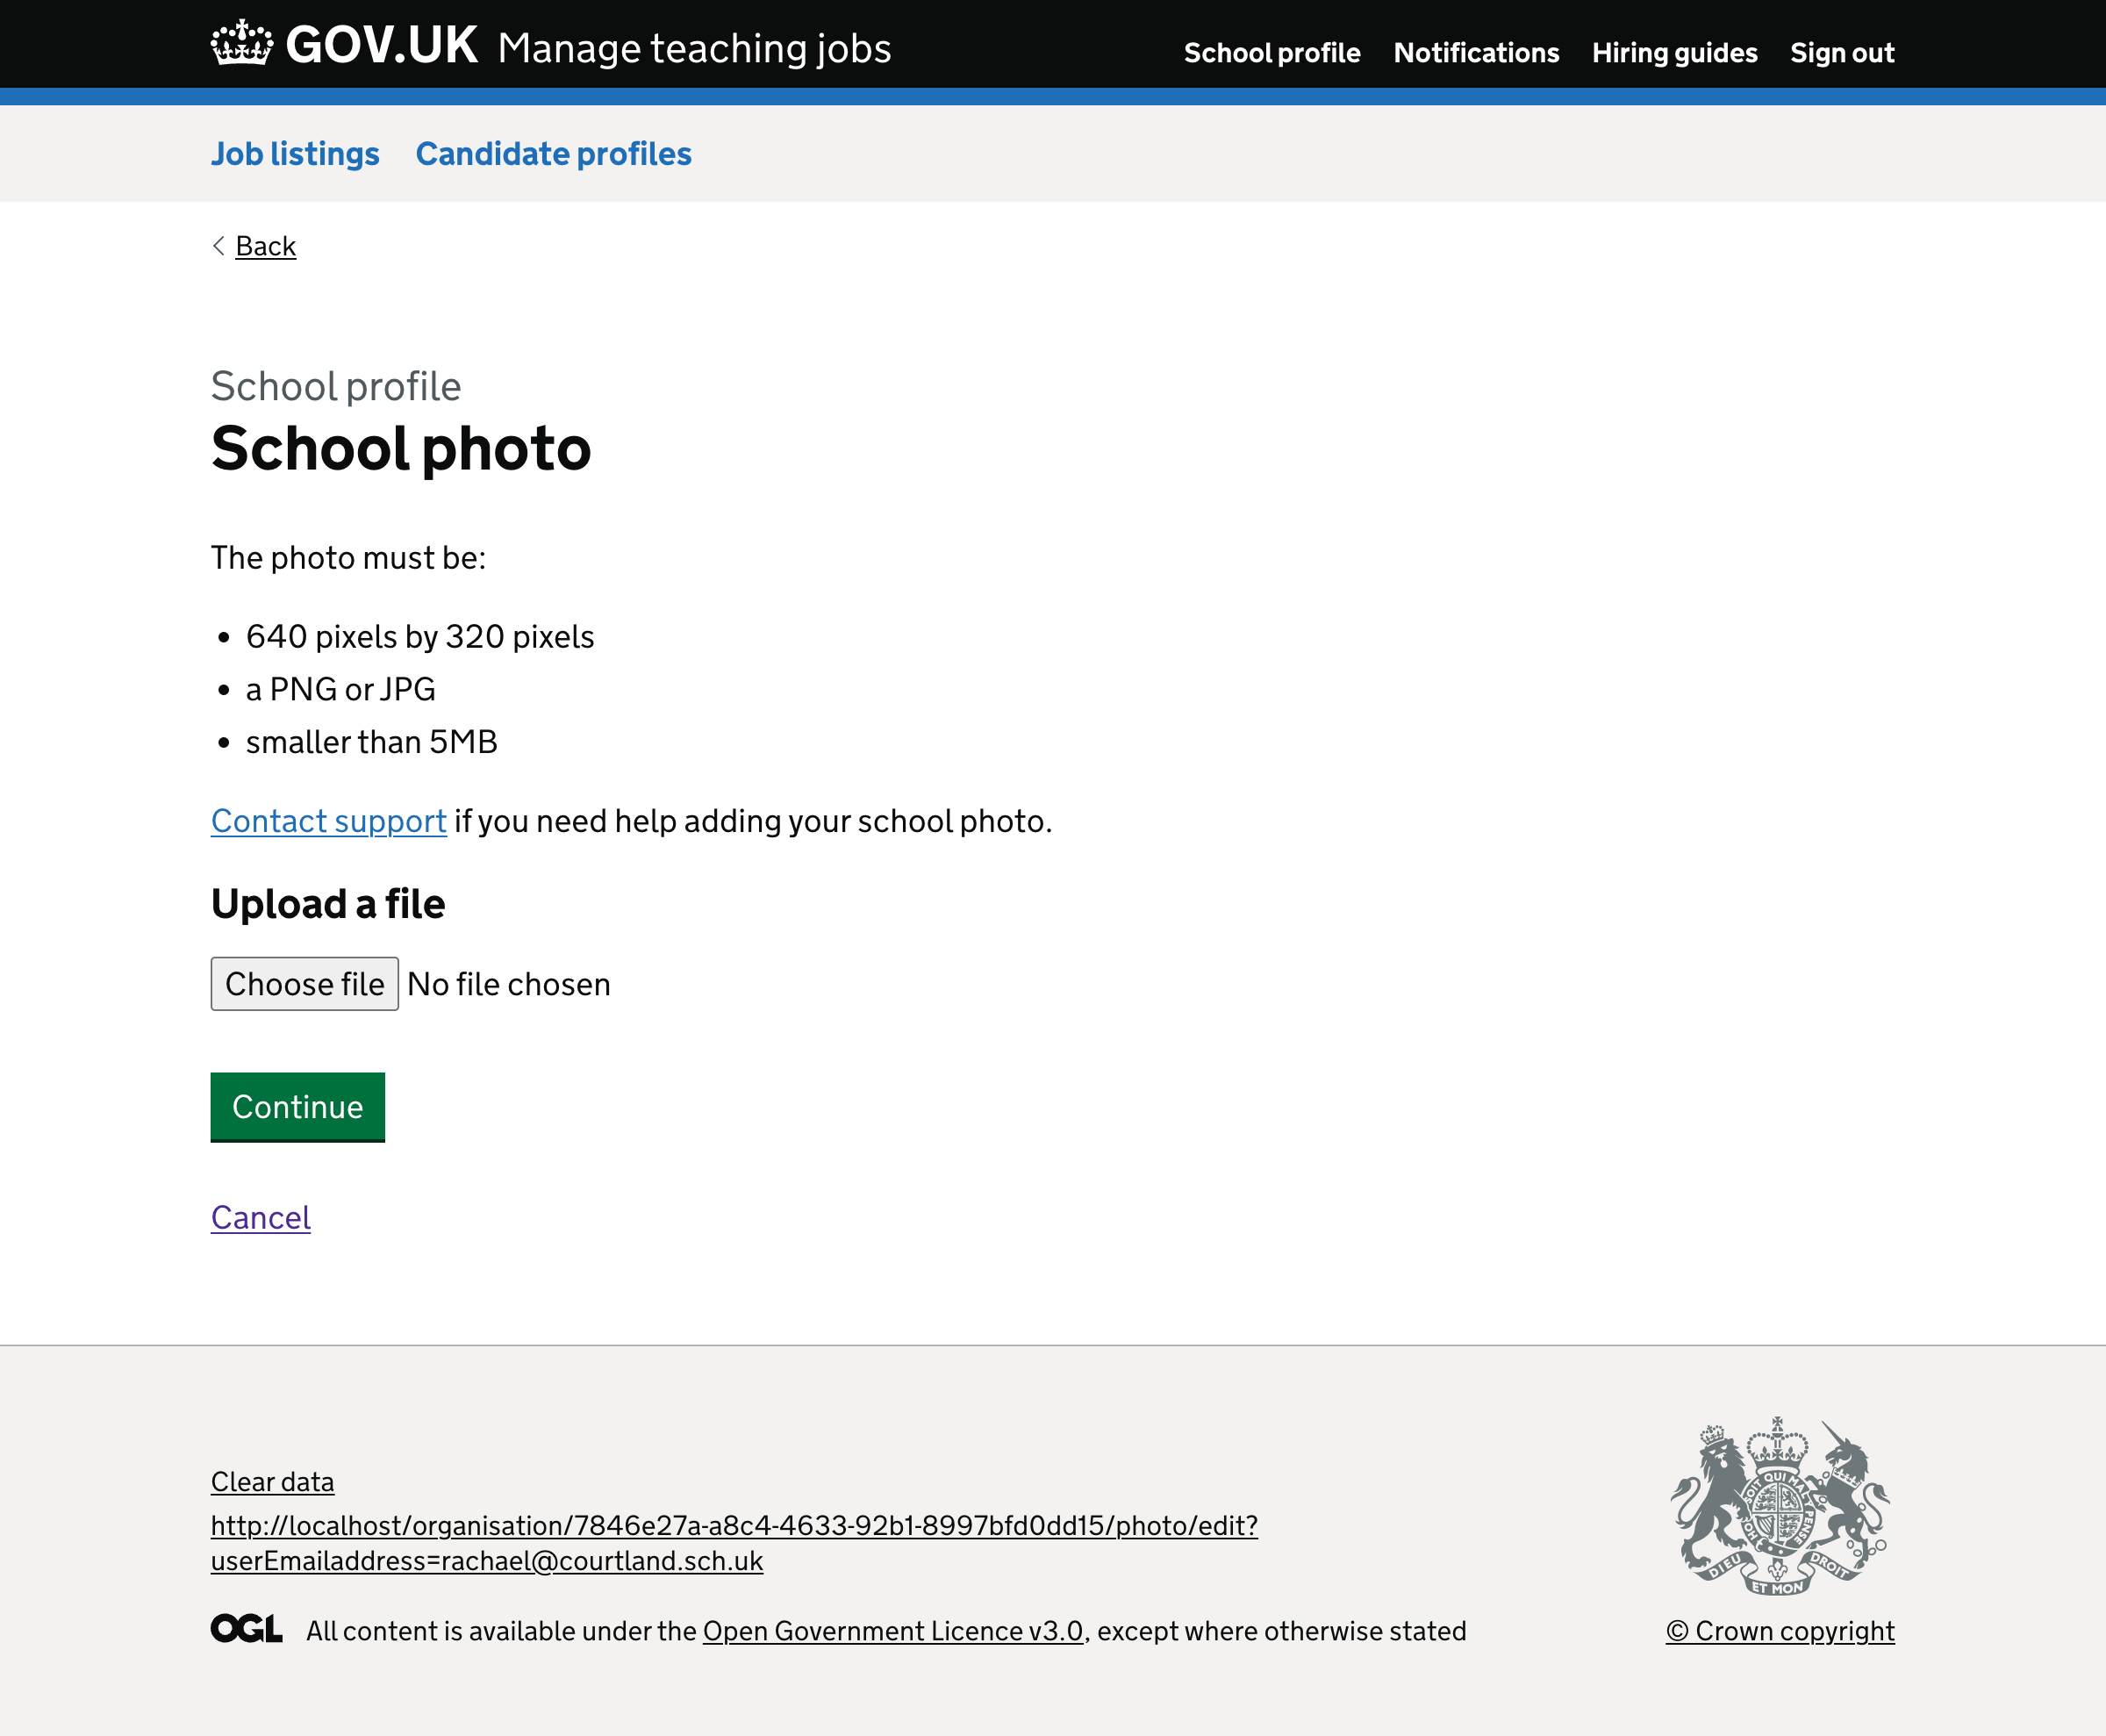 GOV.UK Manage teaching jobs
School profile Notifications Hiring guides Sign out
Job listings Candidate profiles
Back
School profile
School photo
The photo must be:
• 640 pixels by 320 pixels
• a PNG or JPG
• smaller than 5MB
Contact support if you need help adding your school photo.
Upload a file
Choose file No file chosen
Continue
Cancel
Clear data
http://localhost/organisation/7846e27a-a8c4-4633-92b1-8997bfd0dd15/photo/edit?
userEmailaddress=rachael@courtland.sch.uk
OGL All content is available under the Open Government Licence v3.0, except where otherwise stated
DIEU ET MON DROIT
© Crown copyright